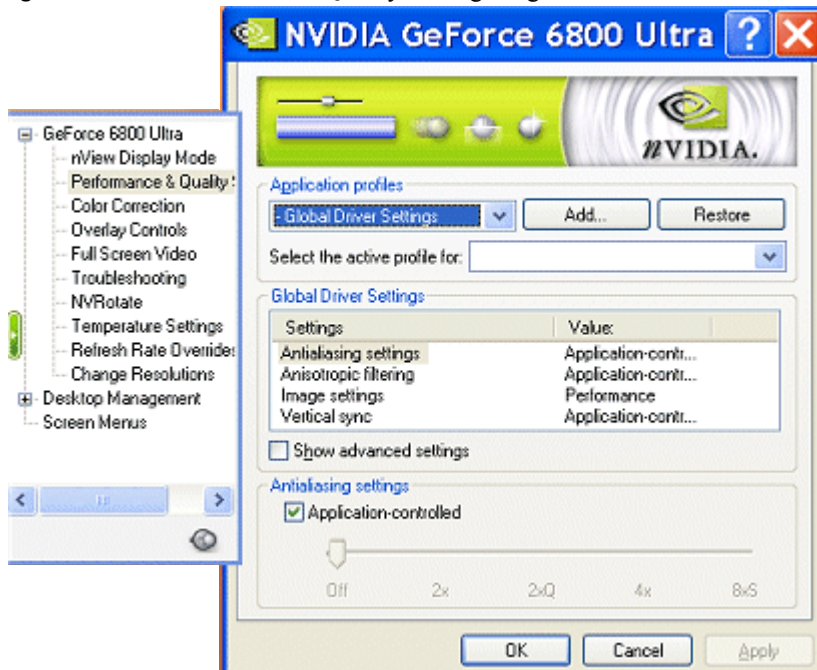 NVIDIA GeForce 6800 Ultra
NVIDIA.
GeForce 6800 Ultra
nView Display Mode
Performance & Quality S
Color Correction
Overlay Controls
Full Screen Video
Troubleshooting
NVRotate
Temperature Settings
Refresh Rate Overrides
Change Resolutions
Desktop Management
Screen Menus
Application profiles
- Global Driver Settings
Add...
Restore
Select the active profile for:
Global Driver Settings
Settings Value:
Antialiasing settings Application-contr...
Anisotropic filtering Application-contr...
Image settings Performance
Vertical sync Application-contr...
Show advanced settings
Antialiasing settings
Application-controlled
Off 2x 2xQ 4x 8xS
OK Cancel Apply